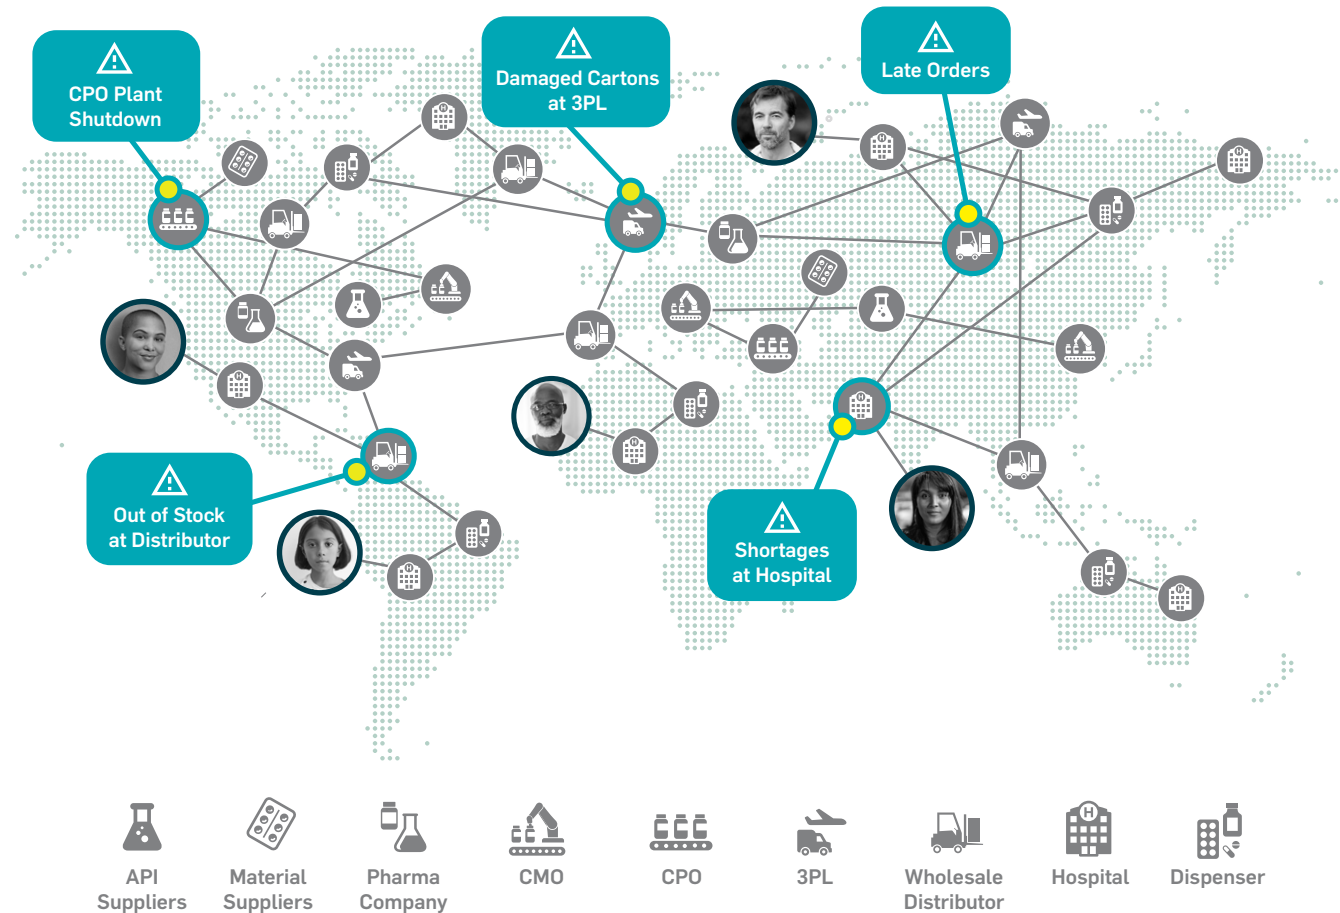 CPO Plant
Shutdown
Damaged Cartons
at 3PL
Late Orders
Out of Stock
at Distributor
Shortages
at Hospital
API
Suppliers
Material
Suppliers
Pharma
Company
CMO
CPO
3PL
Wholesale
Distributor
Hospital
Dispenser